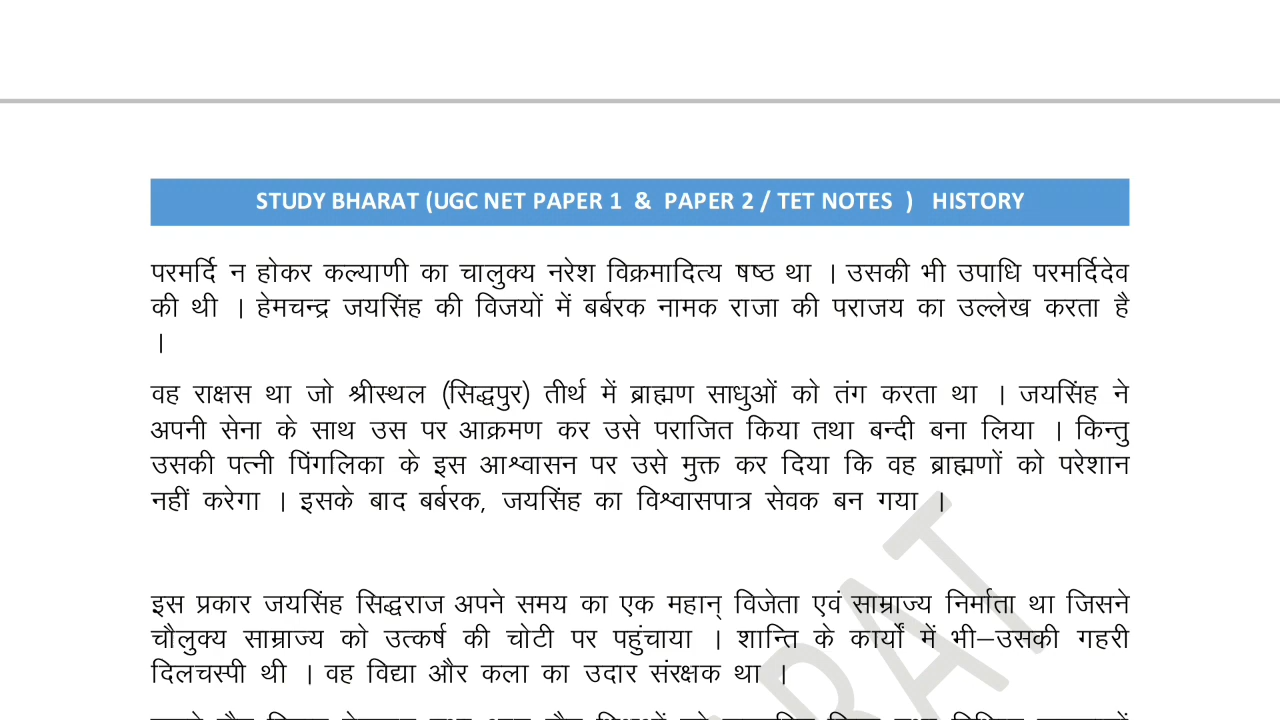 STUDY BHARAT (UGC NET PAPER 1 & PAPER 2 / TET NOTES ) HISTORY
परमर्दि न होकर कल्याणी का चालुक्य नरेश विक्रमादित्य षष्ठ था । उसकी भी उपाधि परमर्दिदेव
की थी । हेमचन्द्र जयसिंह की विजयों में बर्बरक नामक राजा की पराजय का उल्लेख करता है
।
वह राक्षस था जो श्रीस्थल (सिद्धपुर) तीर्थ में ब्राह्मण साधुओं को तंग करता था । जयसिंह ने
अपनी सेना के साथ उस पर आक्रमण कर उसे पराजित किया तथा बन्दी बना लिया । किन्तु
उसकी पत्नी पिंगलिका के इस आश्वासन पर उसे मुक्त कर दिया कि वह ब्राह्मणों को परेशान
नहीं करेगा । इसके बाद बर्बरक, जयसिंह का विश्वासपात्र सेवक बन गया ।
इस प्रकार जयसिंह सिद्धराज अपने समय का एक महान् विजेता एवं साम्राज्य निर्माता था जिसने
चौलुक्य साम्राज्य को उत्कर्ष की चोटी पर पहुंचाया । शान्ति के कार्यों में भी–उसकी गहरी
दिलचस्पी थी । वह विद्या और कला का उदार संरक्षक था ।